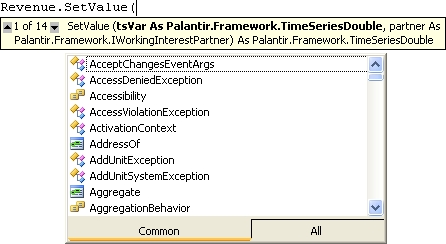 Revenue.SetValue(
1 of 14 SetValue (tsVar As Palantir.Framework.TimeSeriesDouble, partner As
Palantir.Framework.IWorkingInterestPartner) As Palantir.Framework.TimeSeriesDouble
AcceptChangesEventArgs
AccessDeniedException
Accessibility
AccessViolationException
ActivationContext
AddressOf
AddUnitException
AddUnitSystemException
Aggregate
AggregationBehavior
Common All